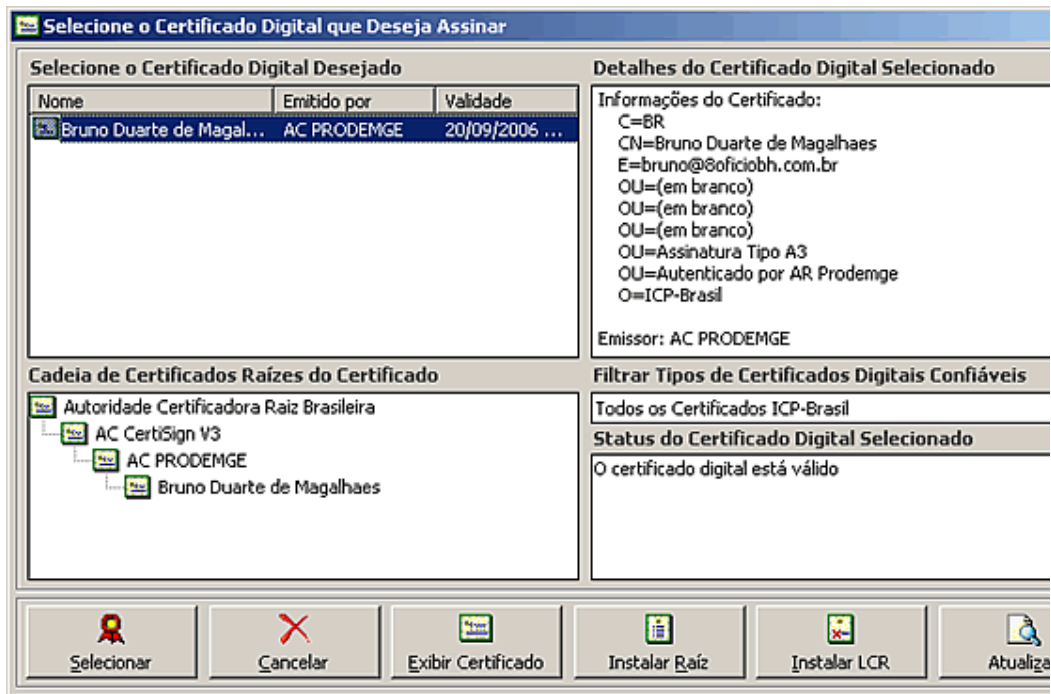 Selecione o Certificado Digital que Deseja Assinar
Selecione o Certificado Digital Desejado
Nome Emitido por Validade
Bruno Duarte de Magal... AC PRODEMGE 20/09/2006 ...
Detalhes do Certificado Digital Selecionado
Informações do Certificado:
C=BR
CN=Bruno Duarte de Magalhaes
E=bruno@8oficiobh.com.br
OU=(em branco)
OU=(em branco)
OU=(em branco)
OU=Assinatura Tipo A3
OU=Autenticado por AR Prodemge
O=ICP-Brasil
Emissor: AC PRODEMGE
Cadeia de Certificados Raízes do Certificado
Autoridade Certificadora Raiz Brasileira
AC CertiSign V3
AC PRODEMGE
Bruno Duarte de Magalhaes
Filtrar Tipos de Certificados Digitais Confiáveis
Todos os Certificados ICP-Brasil
Status do Certificado Digital Selecionado
O certificado digital está válido
Selecionar Cancelar Exibir Certificado Instalar Raíz Instalar LCR Atualiza